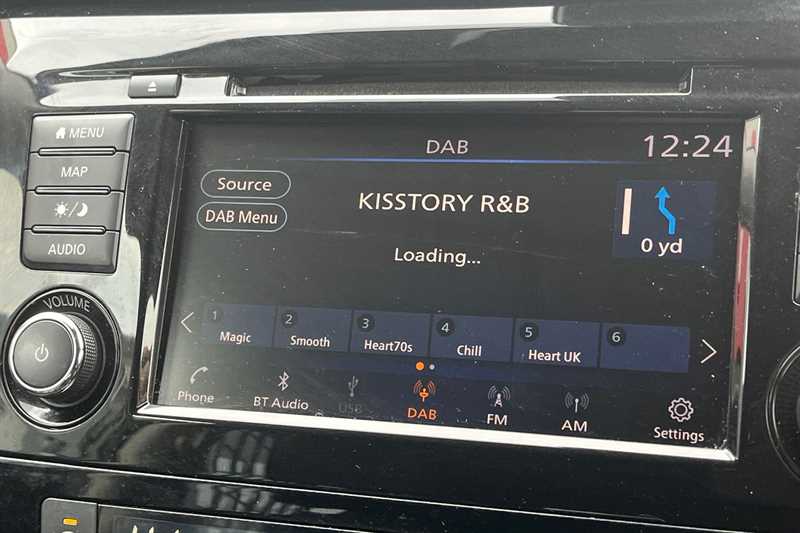 MENU
MAP
AUDIO
VOLUME
DAB
12:24
Source
DAB Menu
KISSTORY R&B
Loading...
0 yd
1 Magic
2 Smooth
3 Heart70s
4 Chill
5 Heart UK
6
Phone
BT Audio
USB
DAB
FM
AM
Settings